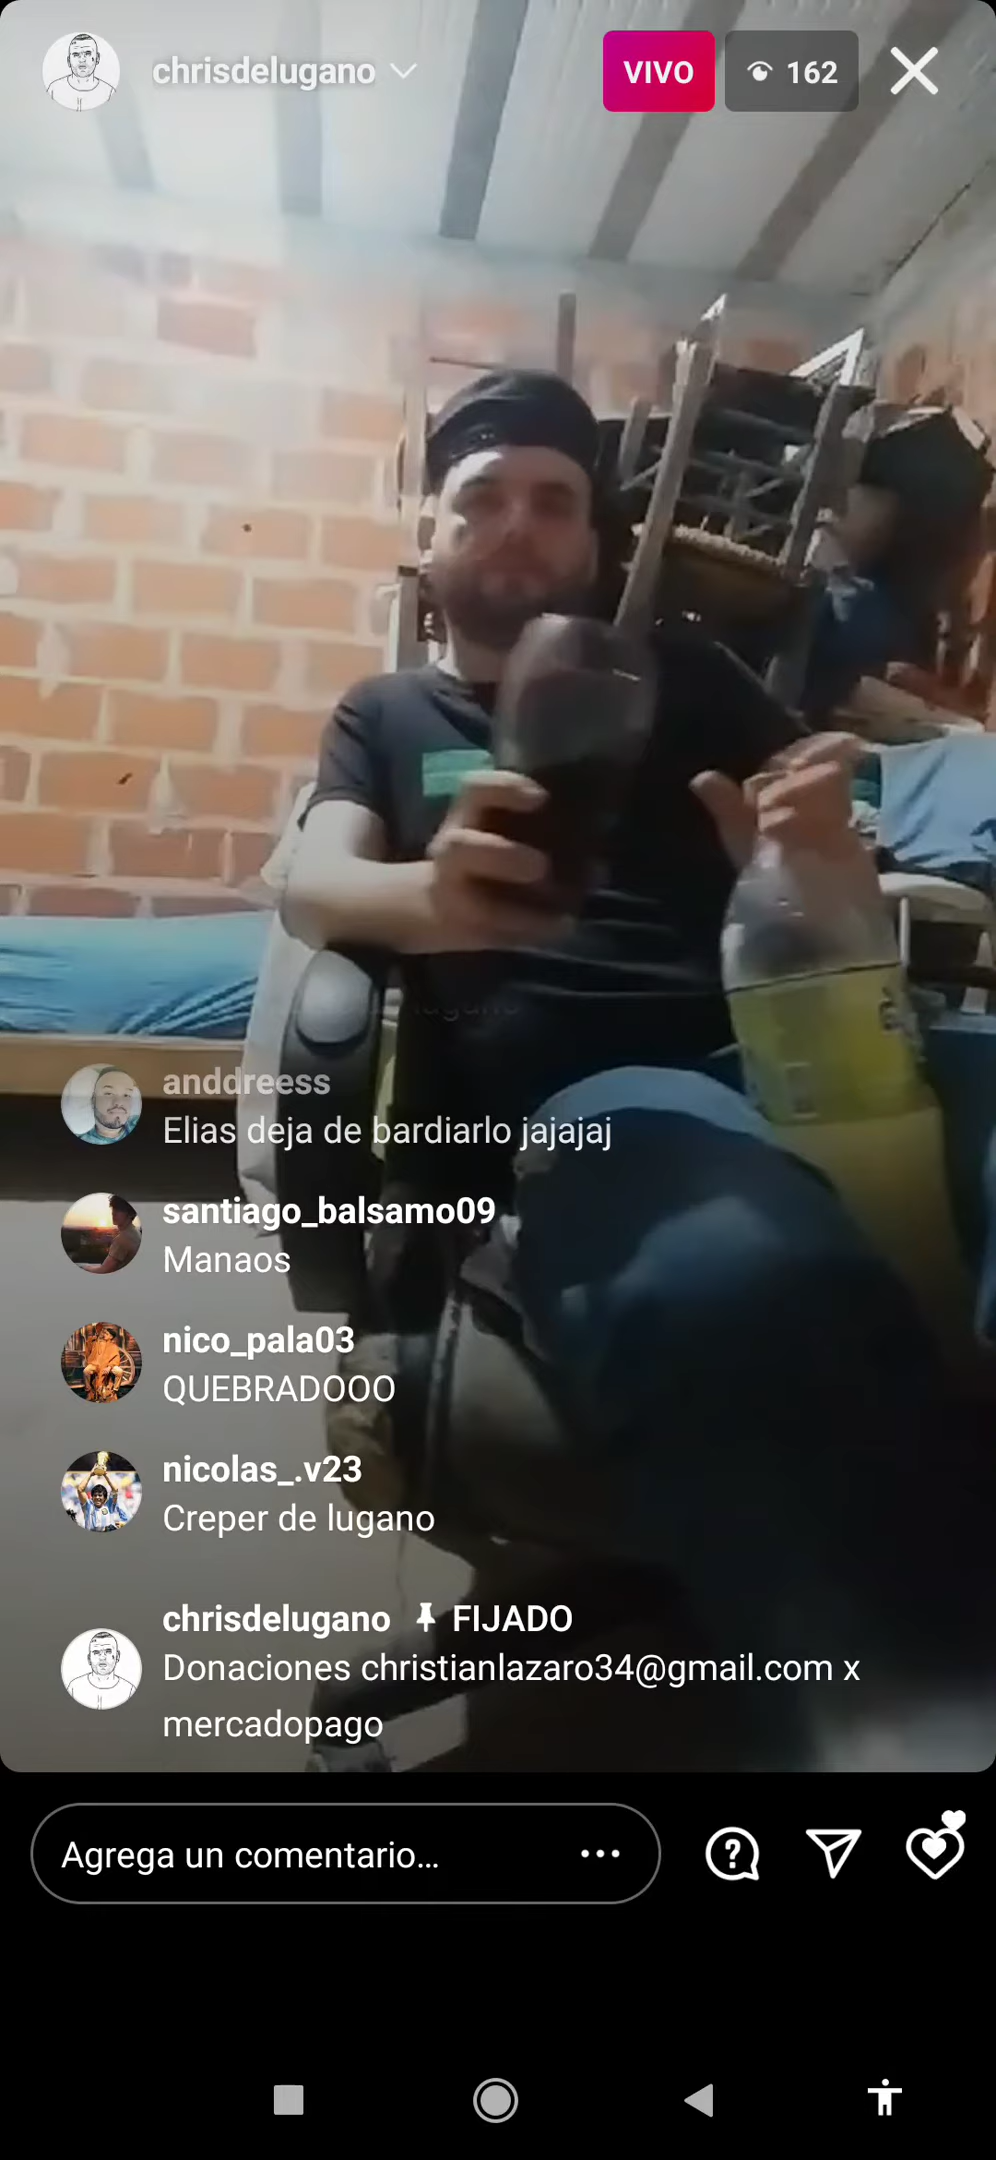 chrisdelugano
VIVO
162
anddreess
Elias deja de bardiarlo jajajaj
santiago_balsamo09
Manaos
nico_pala03
QUEBRADOOO
nicolas_.v23
Creper de lugano
chrisdelugano FIJADO
Donaciones christianlazaro34@gmail.com x
mercadopago
Agrega un comentario...